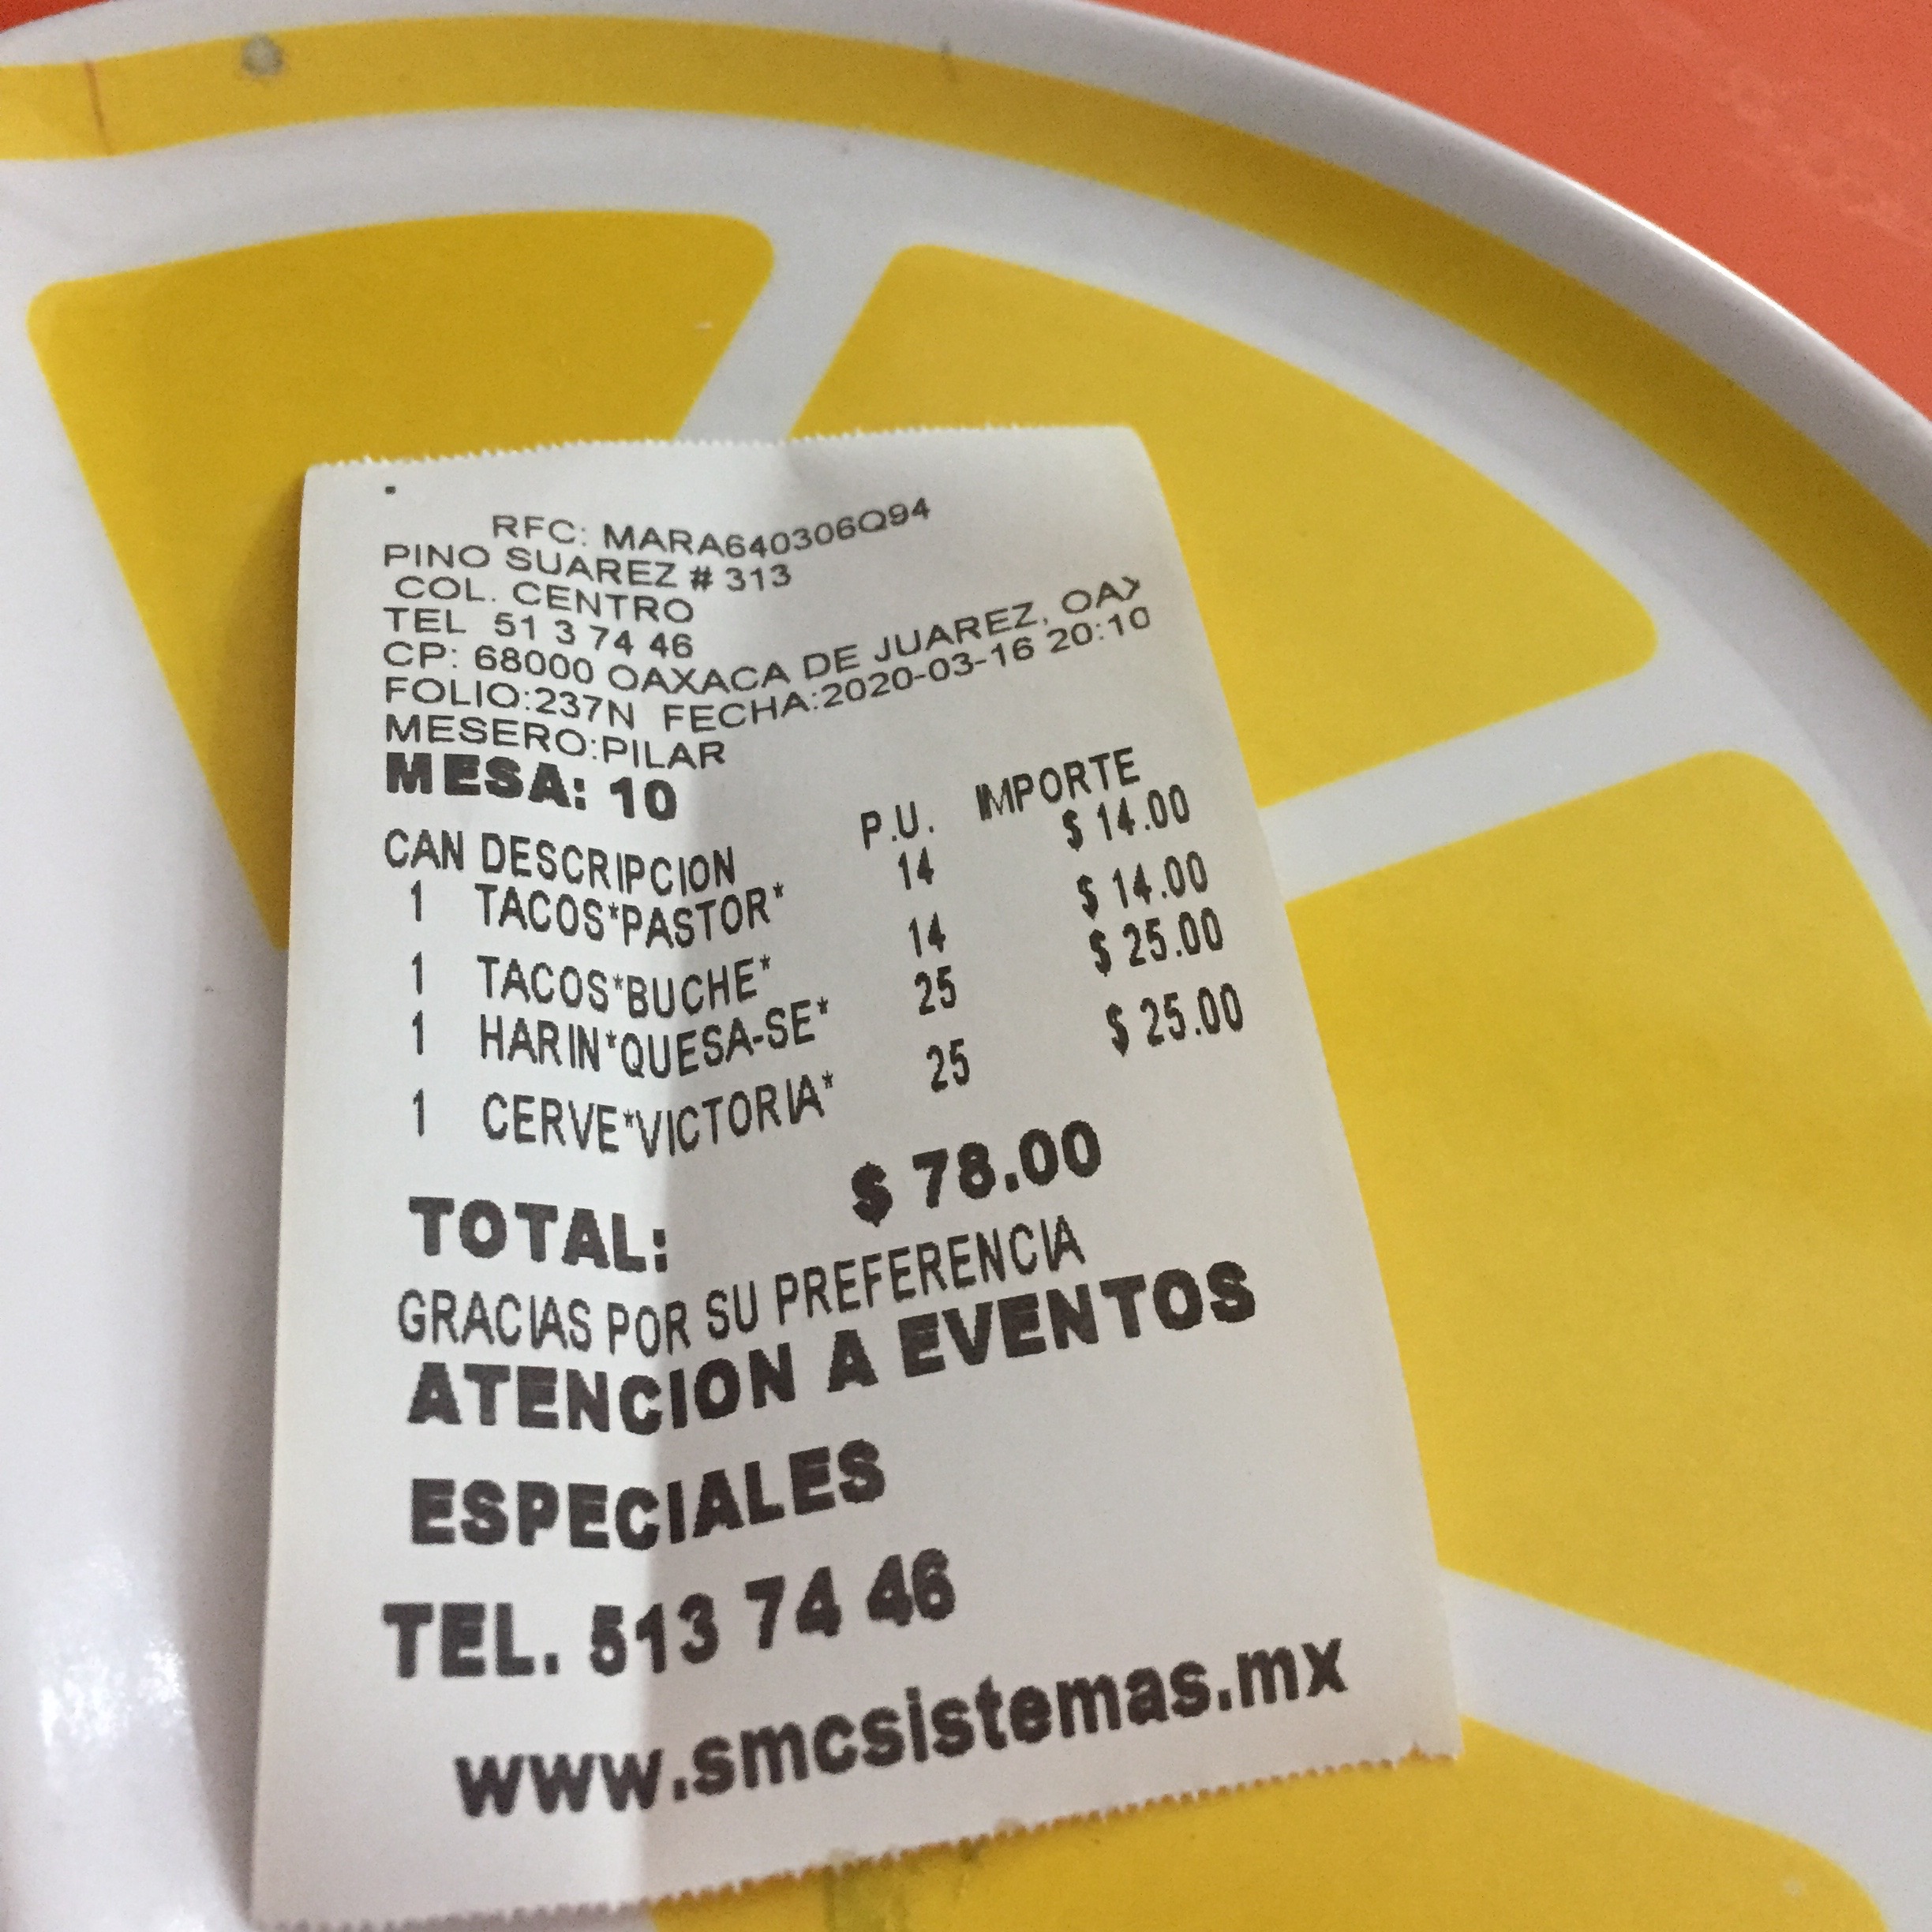 RFC: MARA640306Q94
PINO SUAREZ # 313
COL. CENTRO
TEL 51 3 74 46
CP: 68000 OAXACA DE JUAREZ, OAX
FOLIO:237N FECHA:2020-03-16 20:10
MESERO:PILAR
MESA: 10
CAN DESCRIPCION P.U. IMPORTE
1 TACOS*PASTOR* 14 $ 14.00
1 TACOS*BUCHE* 14 $ 14.00
1 HARIN*QUESA-SE* 25 $ 25.00
1 CERVE*VICTORIA* 25 $ 25.00
TOTAL: $ 78.00
GRACIAS POR SU PREFERENCIA
ATENCION A EVENTOS
ESPECIALES
TEL. 513 74 46
www.smcsistemas.mx